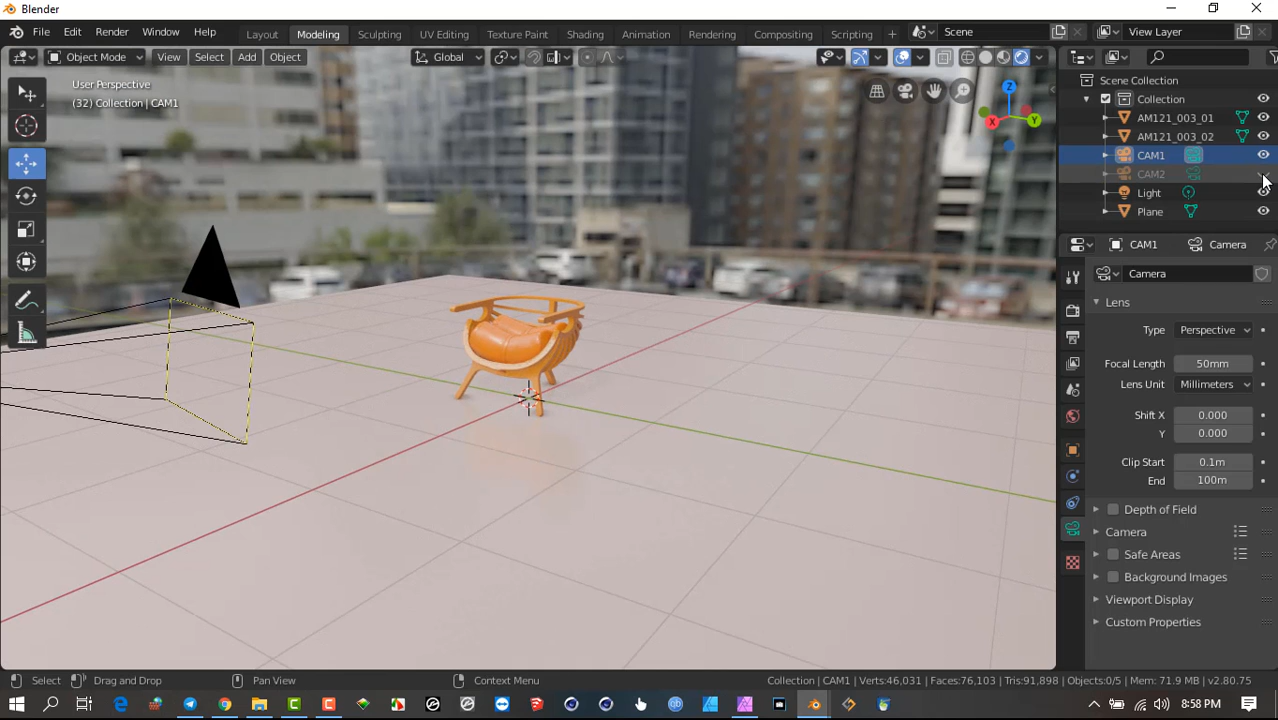 Blender
File Edit Render Window Help Layout Modeling Sculpting UV Editing Texture Paint Shading Animation Rendering Compositing Scripting + Scene View Layer
Object Mode View Select Add Object Global
User Perspective
(32) Collection | CAM1
Z
X
Y
Scene Collection
Collection
AM121_003_01
AM121_003_02
CAM1
CAM2
Light
Plane
CAM1 Camera
Camera
Lens
Type Perspective
Focal Length 50mm
Lens Unit Millimeters
Shift X 0.000
Y 0.000
Clip Start 0.1m
End 100m
Depth of Field
Camera
Safe Areas
Background Images
Viewport Display
Custom Properties
Select Drag and Drop Pan View Context Menu Collection | CAM1 | Verts:46,031 | Faces:76,103 | Tris:91,898 | Objects:0/5 | Mem: 71.9 MB | v2.80.75
8:58 PM